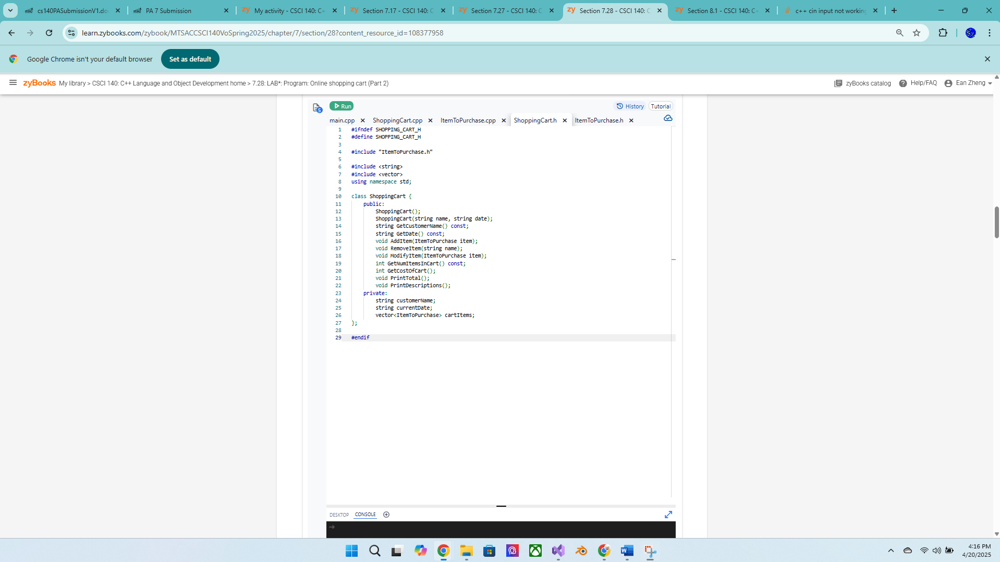 cs140PASubmissionV1.do
PA 7 Submission
My activity - CSCI 140: C+
Section 7.17 - CSCI 140: C
Section 7.27 - CSCI 140: C
Section 7.28 - CSCI 140: C
Section 8.1 - CSCI 140: C+
c++ cin input not working
learn.zybooks.com/zybook/MTSACCSCI140VoSpring2025/chapter/7/section/28?content_resource_id=108377958
Google Chrome isn't your default browser
Set as default
zyBooks My library > CSCI 140: C++ Language and Object Development home > 7.28: LAB*: Program: Online shopping cart (Part 2)
zyBooks catalog
Help/FAQ
Ean Zheng
5
Run
History
Tutorial
main.cpp
ShoppingCart.cpp
ItemToPurchase.cpp
ShoppingCart.h
ItemToPurchase.h
1 #ifndef SHOPPING_CART_H
2 #define SHOPPING_CART_H
3
4 #include "ItemToPurchase.h"
5
6 #include <string>
7 #include <vector>
8 using namespace std;
9
10 class ShoppingCart {
11 public:
12 ShoppingCart();
13 ShoppingCart(string name, string date);
14 string GetCustomerName() const;
15 string GetDate() const;
16 void AddItem(ItemToPurchase item);
17 void RemoveItem(string name);
18 void ModifyItem(ItemToPurchase item);
19 int GetNumItemsInCart() const;
20 int GetCostOfCart();
21 void PrintTotal();
22 void PrintDescriptions();
23 private:
24 string customerName;
25 string currentDate;
26 vector<ItemToPurchase> cartItems;
27 };
28
29 #endif
DESKTOP
CONSOLE
4:16 PM
4/20/2025